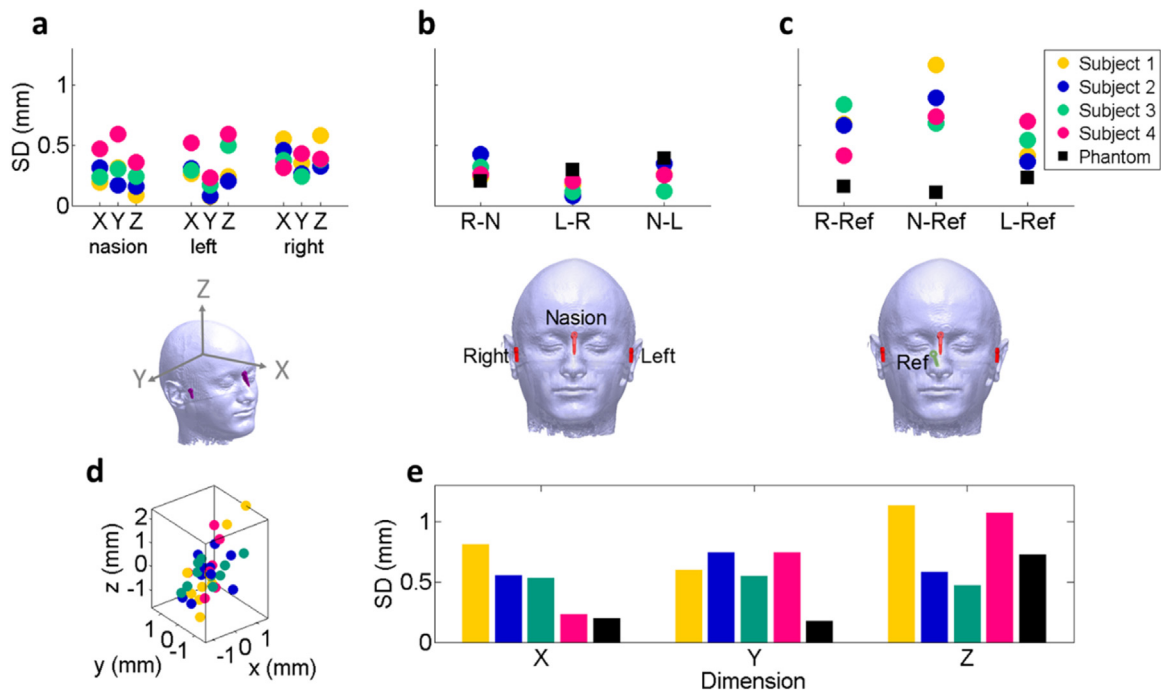 a
SD (mm)
1
0.5
0
X Y Z X Y Z X Y Z
nasion left right
b
R-N L-R N-L
c
R-Ref N-Ref L-Ref
Subject 1
Subject 2
Subject 3
Subject 4
Phantom
Z
Y
X
Nasion
Right
Left
Ref
d
z (mm)
2
1
0
-1
1
0
-1
y (mm)
-1
0
1
x (mm)
e
SD (mm)
1
0.5
0
X Y Z
Dimension